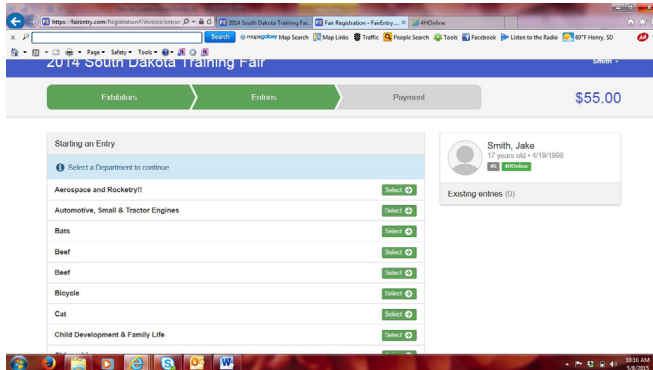 https://fairentry.com/Registration#/invoice/entries
2014 South Dakota Training Fai...
Fair Registration - FairEntry...
4HOnline
Search
mapsgalaxy
Map Search
Map Links
Traffic
People Search
Tools
Facebook
Listen to the Radio
69°F Henry, SD
Page
Safety
Tools
2014 South Dakota Training Fair
Smith
Exhibitors
Entries
Payment
$55.00
Starting an Entry
Select a Department to continue
Aerospace and Rocketry!! Select
Automotive, Small & Tractor Engines Select
Bats Select
Beef Select
Beef Select
Bicycle Select
Cat Select
Child Development & Family Life Select
Smith, Jake
17 years old • 4/19/1998
#5 4HOnline
Existing entries (0)
10:16 AM
5/8/2015